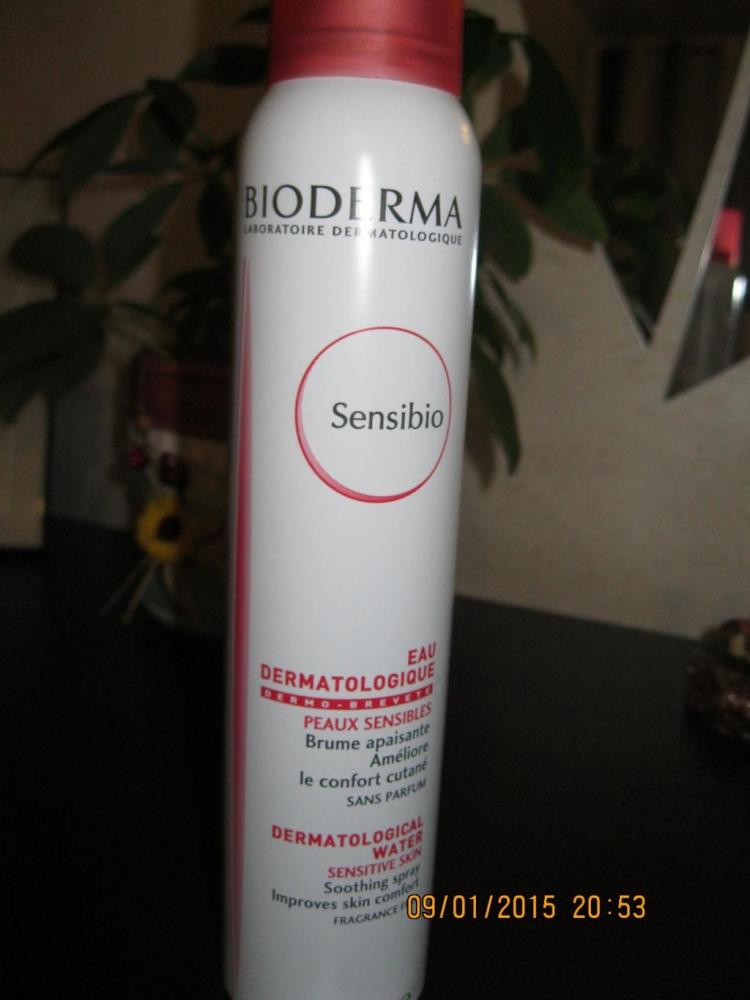 BIODERMA
LABORATOIRE DERMATOLOGIQUE
Sensibio
EAU
DERMATOLOGIQUE
DERMO-BREVETÉ
PEAUX SENSIBLES
Brume apaisante
Améliore
le confort cutané
SANS PARFUM
DERMATOLOGICAL
WATER
SENSITIVE SKIN
Soothing spray
Improves skin comfort
FRAGRANCE
09/01/2015 20:53